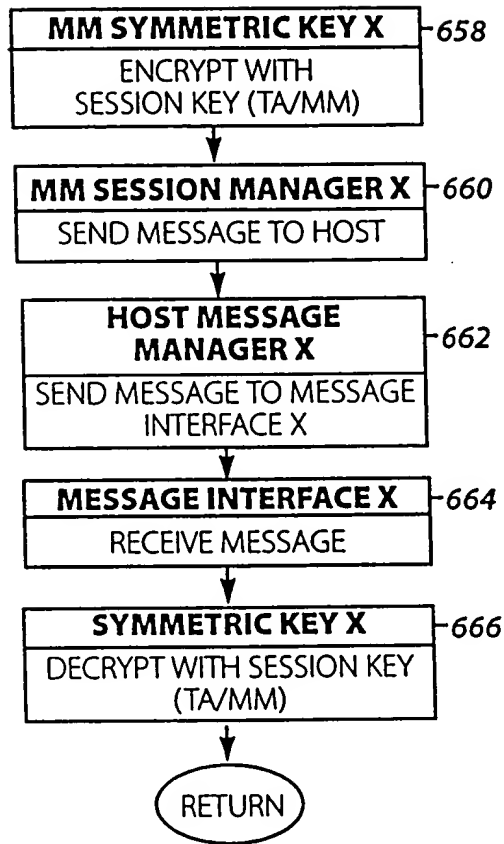 MM SYMMETRIC KEY X
658
ENCRYPT WITH
SESSION KEY (TA/MM)
MM SESSION MANAGER X
660
SEND MESSAGE TO HOST
HOST MESSAGE
MANAGER X
662
SEND MESSAGE TO MESSAGE
INTERFACE X
MESSAGE INTERFACE X
664
RECEIVE MESSAGE
SYMMETRIC KEY X
666
DECRYPT WITH SESSION KEY
(TA/MM)
RETURN